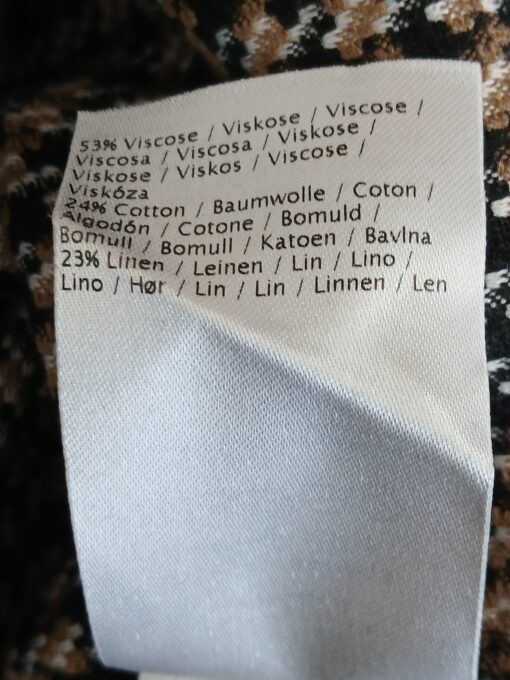 53% Viscose / Viskose / Viscose /
Viscosa / Viscosa / Viskose /
Viskose / Viskos / Viscose /
Viskóza
24% Cotton / Baumwolle / Coton /
Algodón / Cotone / Bomuld /
Bomull / Bomull / Katoen / Bavlna
23% Linen / Leinen / Lin / Lino /
Lino / Hør / Lin / Lin / Linnen / Len